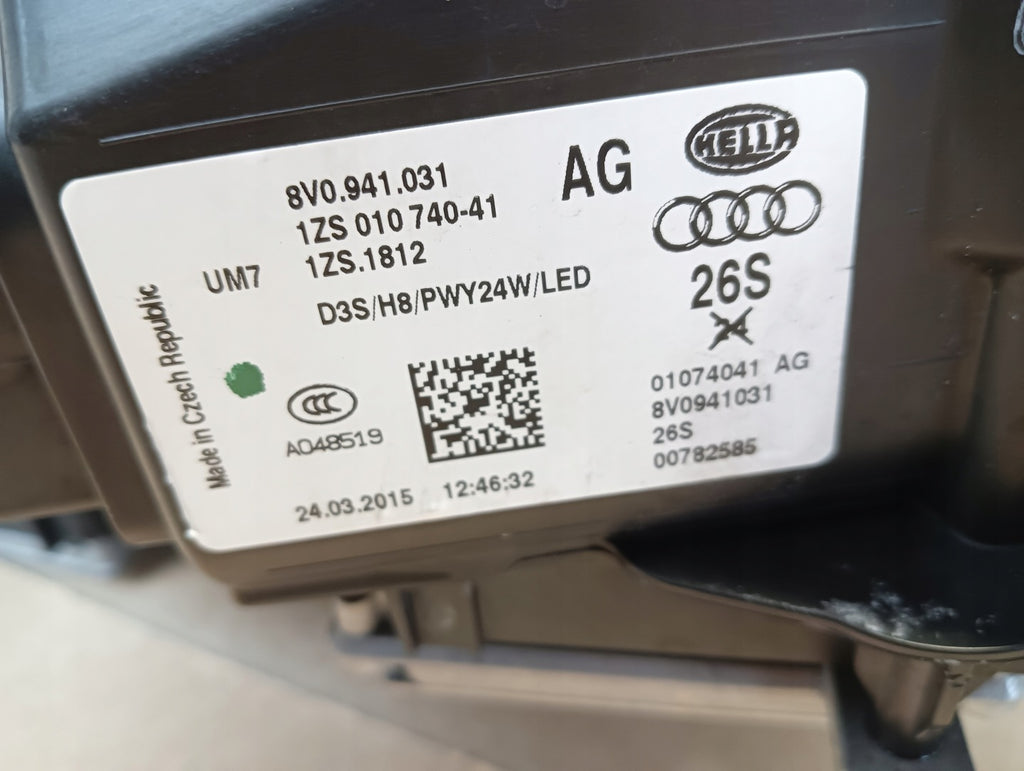 HELLA
AG
8V0.941.031
1ZS 010 740-41
1ZS.1812
UM7
D3S/H8/PWY24W/LED
26S
Made in Czech Republic
CCC
A048519
01074041 AG
8V0941031
26S
00782585
24.03.2015 12:46:32